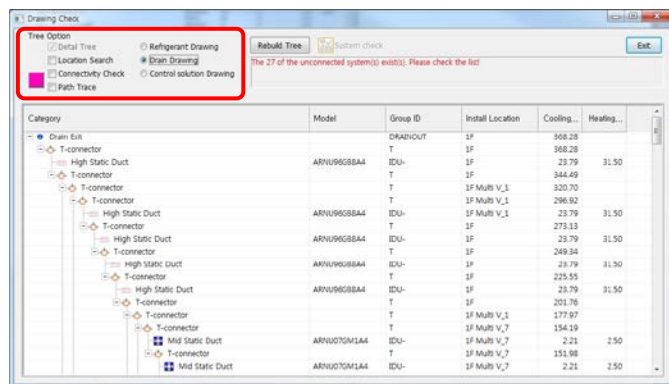 Drawing Check
Tree Option
Detail Tree
Refrigerant Drawing
Location Search
Drain Drawing
Connectivity Check
Control solution Drawing
Path Trace
Rebuild Tree
System check
Exit
The 27 of the unconnected system(s) exist(s). Please check the list!
Category Model Group ID Install Location Cooling... Heating...
Drain Exit DRAINOUT 1F 368.28
T-connector T 1F 368.28
High Static Duct ARNU96GB8A4 IDU- 1F 23.79 31.50
T-connector T 1F 344.49
T-connector T 1F Multi V_1 320.70
T-connector T 1F Multi V_1 296.92
High Static Duct ARNU96GB8A4 IDU- 1F Multi V_1 23.79 31.50
T-connector T 1F 273.13
High Static Duct ARNU96GB8A4 IDU- 1F 23.79 31.50
T-connector T 1F 249.34
High Static Duct ARNU96GB8A4 IDU- 1F 23.79 31.50
T-connector T 1F 225.55
High Static Duct ARNU96GB8A4 IDU- 1F 23.79 31.50
T-connector T 1F 201.76
T-connector T 1F Multi V_1 177.97
T-connector T 1F Multi V_7 154.19
Mid Static Duct ARNU07GM1A4 IDU- 1F Multi V_7 2.21 2.50
T-connector T 1F Multi V_7 151.98
Mid Static Duct ARNU07GM1A4 IDU- 1F Multi V_7 2.21 2.50